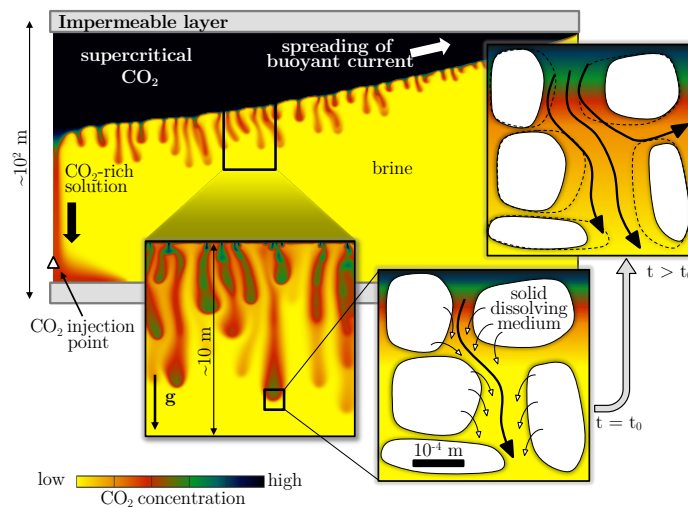 Impermeable layer
supercritical
CO₂
spreading of
buoyant current
~10² m
CO₂-rich
solution
brine
CO₂ injection
point
~10 m
g
solid
dissolving
medium
10⁻⁴ m
t > t₀
t = t₀
low
high
CO₂ concentration